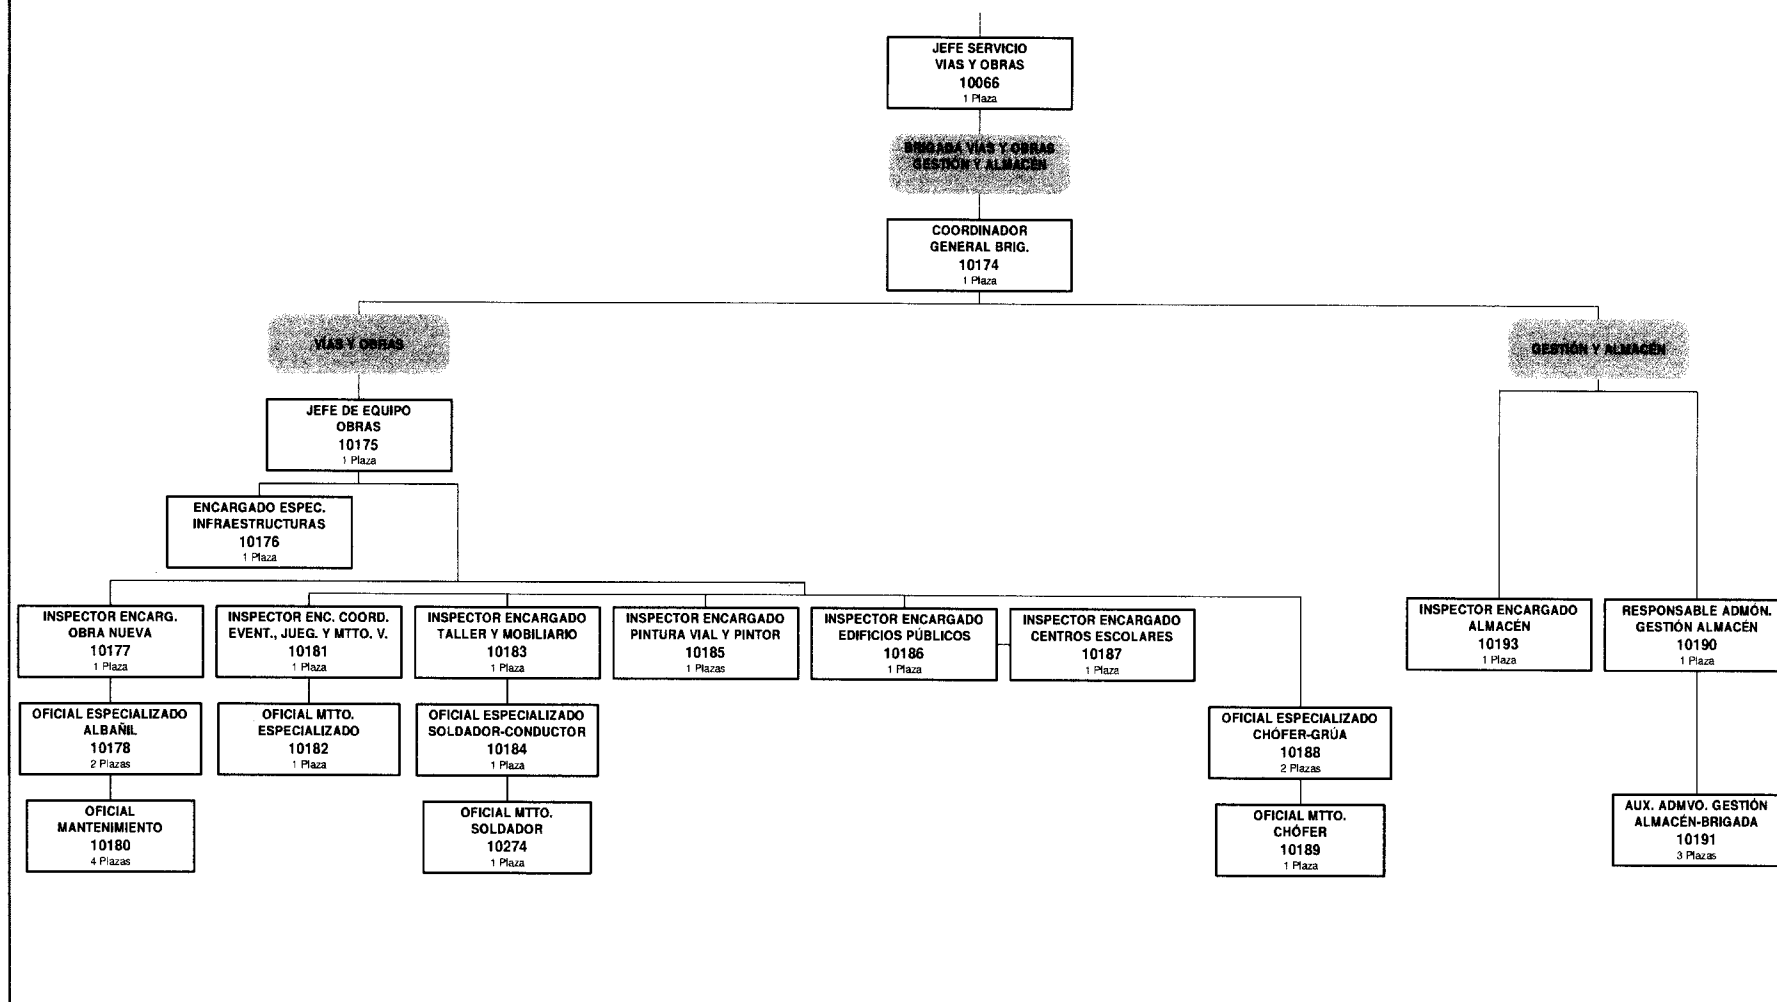 JEFE SERVICIO
VIAS Y OBRAS
10066
1 Plaza
BRIGADA VÍAS Y OBRAS
GESTIÓN Y ALMACÉN
COORDINADOR
GENERAL BRIG.
10174
1 Plaza
VÍAS Y OBRAS
GESTIÓN Y ALMACÉN
JEFE DE EQUIPO
OBRAS
10175
1 Plaza
ENCARGADO ESPEC.
INFRAESTRUCTURAS
10176
1 Plaza
INSPECTOR ENCARG.
OBRA NUEVA
10177
1 Plaza
INSPECTOR ENC. COORD.
EVENT., JUEG. Y MTTO. V.
10181
1 Plaza
INSPECTOR ENCARGADO
TALLER Y MOBILIARIO
10183
1 Plaza
INSPECTOR ENCARGADO
PINTURA VIAL Y PINTOR
10185
1 Plazas
INSPECTOR ENCARGADO
EDIFICIOS PÚBLICOS
10186
1 Plaza
INSPECTOR ENCARGADO
CENTROS ESCOLARES
10187
1 Plaza
INSPECTOR ENCARGADO
ALMACÉN
10193
1 Plaza
RESPONSABLE ADMÓN.
GESTIÓN ALMACÉN
10190
1 Plaza
OFICIAL ESPECIALIZADO
ALBAÑIL
10178
2 Plazas
OFICIAL MTTO.
ESPECIALIZADO
10182
1 Plaza
OFICIAL ESPECIALIZADO
SOLDADOR-CONDUCTOR
10184
1 Plaza
OFICIAL ESPECIALIZADO
CHÓFER-GRÚA
10188
2 Plazas
OFICIAL
MANTENIMIENTO
10180
4 Plazas
OFICIAL MTTO.
SOLDADOR
10274
1 Plaza
OFICIAL MTTO.
CHÓFER
10189
1 Plaza
AUX. ADMVO. GESTIÓN
ALMACÉN-BRIGADA
10191
3 Plazas